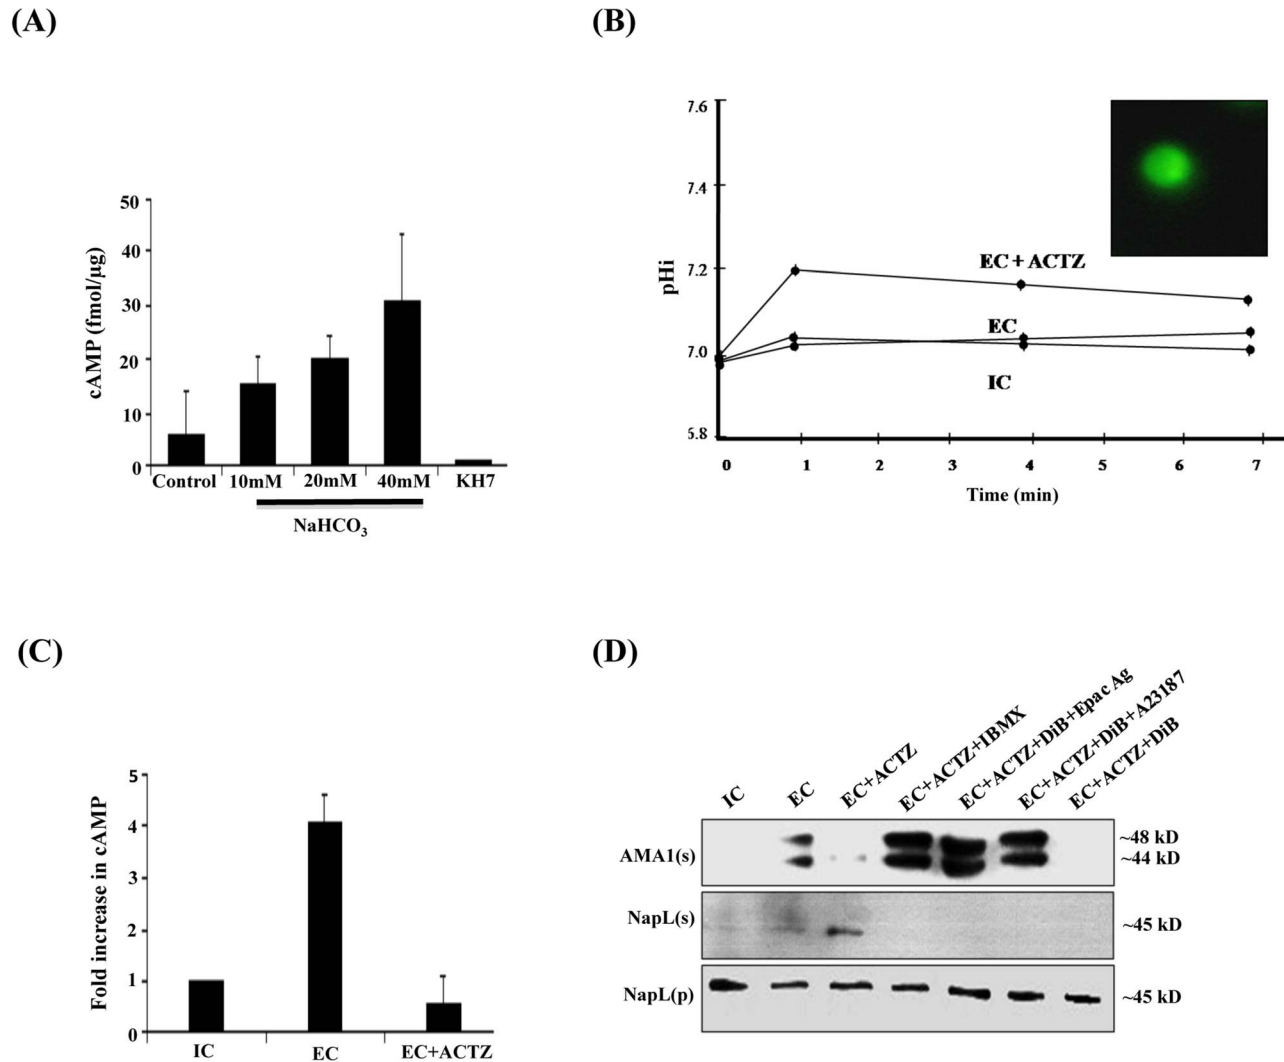 (A)
50
40
30
20
10
0
cAMP (fmol/µg)
Control 10mM 20mM 40mM KH7
NaHCO3
(B)
7.6
7.4
7.2
7.0
5.8
pHi
EC + ACTZ
EC
IC
0 1 2 3 4 5 6 7
Time (min)
(C)
5
4
3
2
1
0
Fold increase in cAMP
IC EC EC+ACTZ
(D)
IC
EC
EC+ACTZ
EC+ACTZ+IBMX
EC+ACTZ+DiB+Epac Ag
EC+ACTZ+DiB+A23187
EC+ACTZ+DiB
AMA1(s)
~48 kD
~44 kD
NapL(s)
~45 kD
NapL(p)
~45 kD